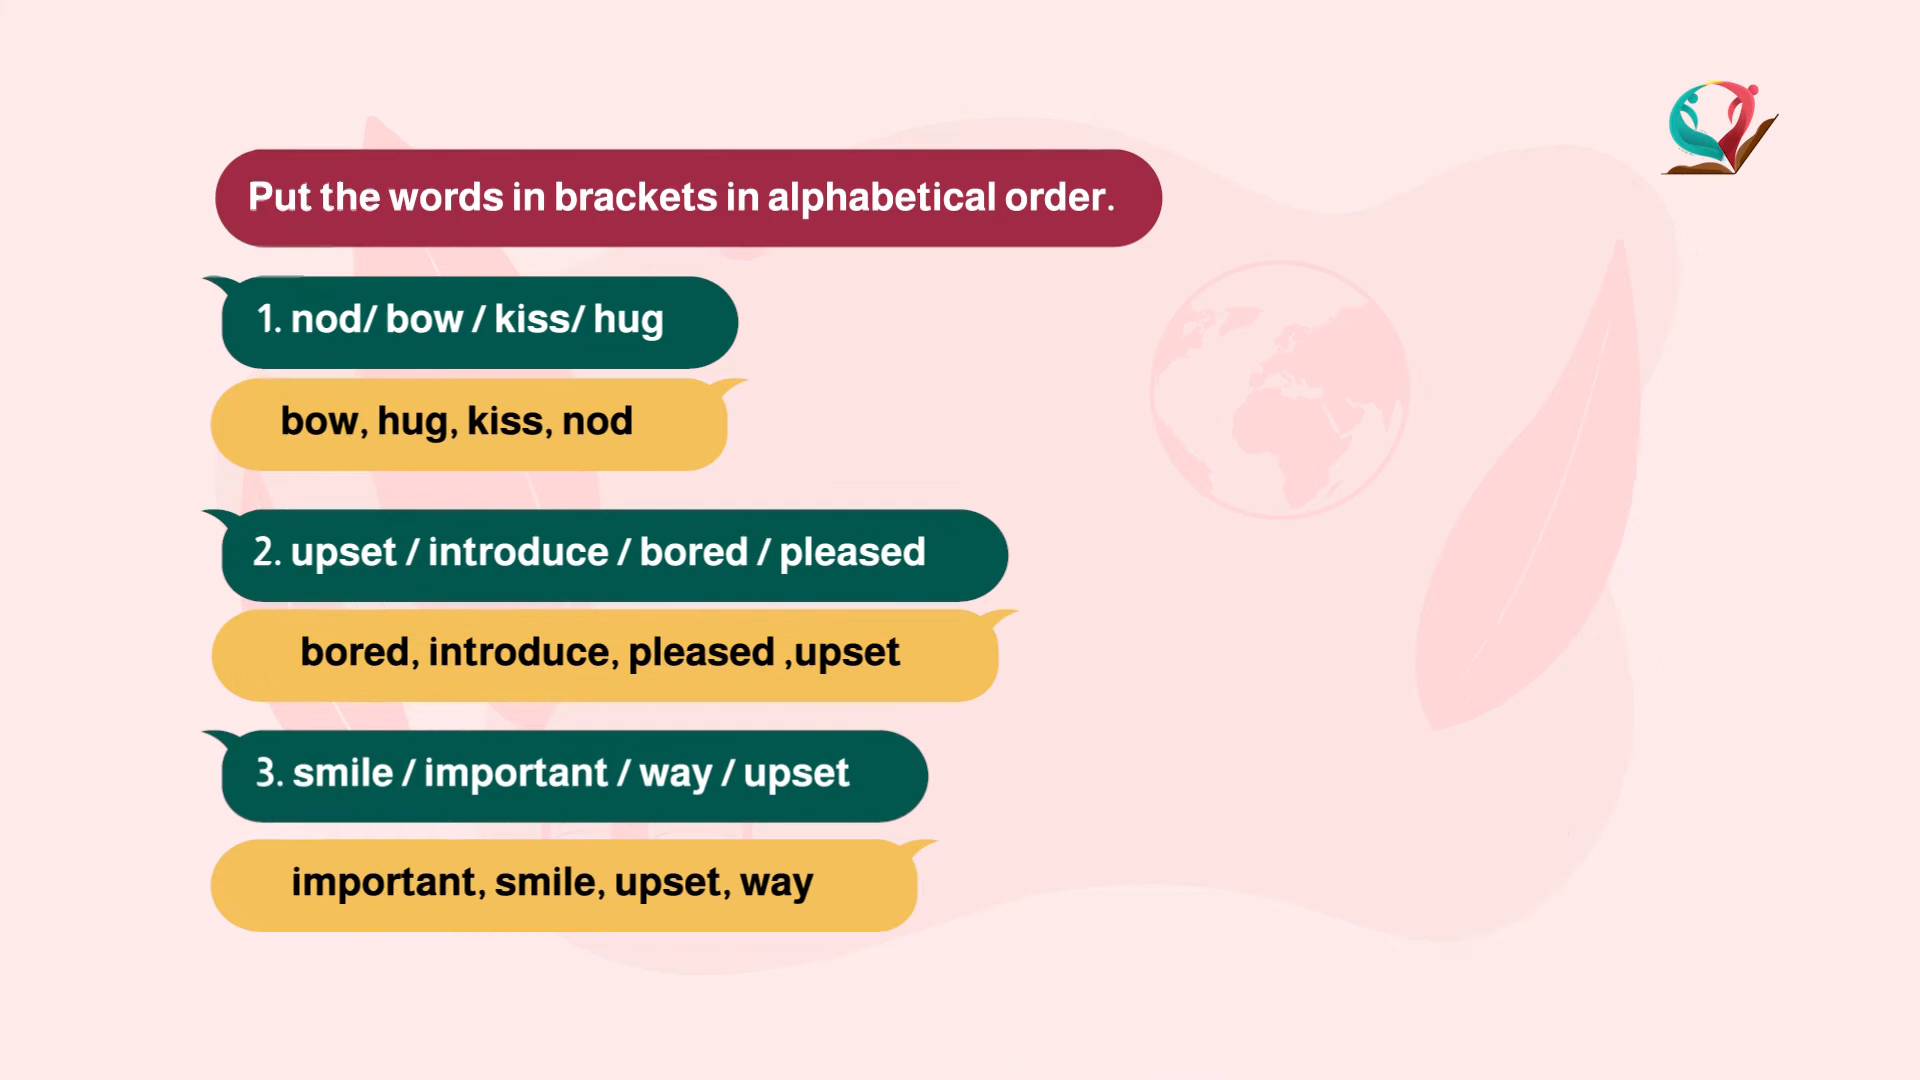 Put the words in brackets in alphabetical order.
1. nod/ bow / kiss/ hug
bow, hug, kiss, nod
2. upset / introduce / bored / pleased
bored, introduce, pleased ,upset
3. smile / important / way / upset
important, smile, upset, way